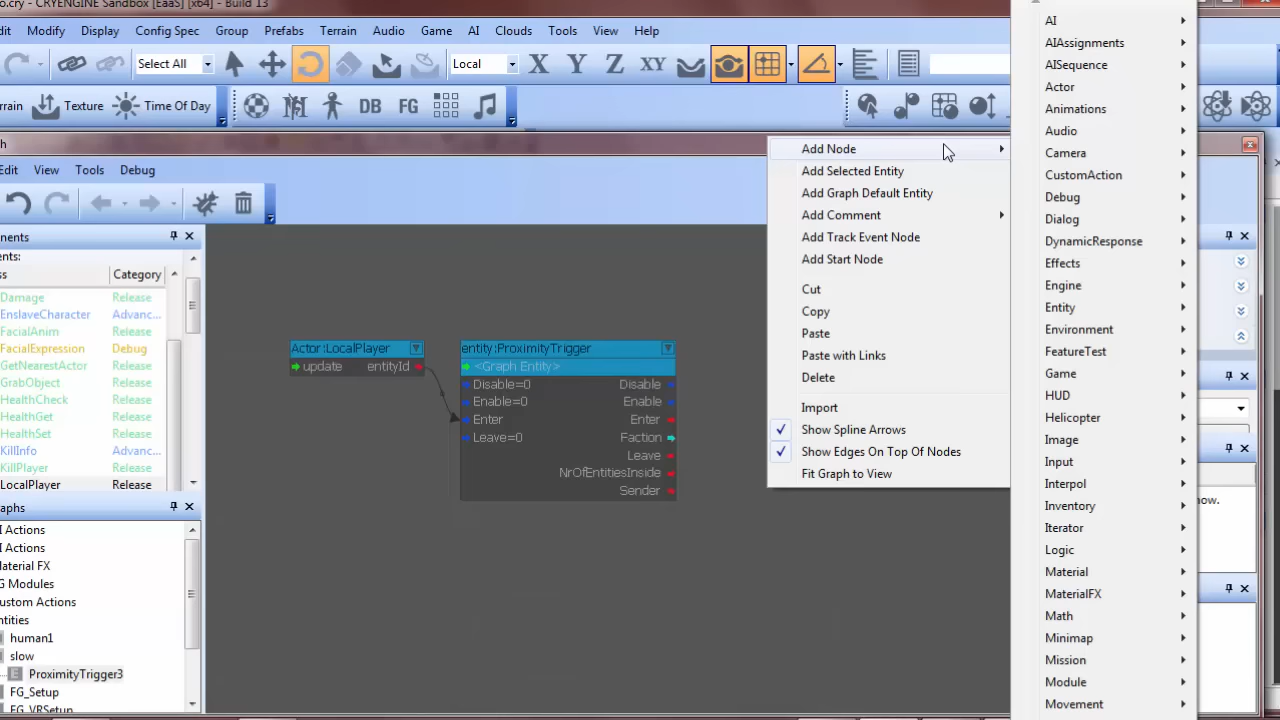 o.cry - CRYENGINE Sandbox [EaaS] [x64] - Build 13
dit Modify Display Config Spec Group Prefabs Terrain Audio Game AI Clouds Tools View Help
Select All Local X Y Z XY
rrain Texture Time Of Day DB FG
h
Edit View Tools Debug
nents
ss: 
ss Category
Damage Release
EnslaveCharacter Advanc...
FacialAnim Release
FacialExpression Debug
GetNearestActor Release
GrabObject Release
HealthCheck Release
HealthGet Release
HealthSet Release
KillInfo Advanc...
KillPlayer Release
LocalPlayer Release
raphs
I Actions
I Actions
aterial FX
G Modules
ustom Actions
ntities
human1
slow
E ProximityTrigger3
FG_Setup
FG_VRSetup
Actor:LocalPlayer
update entityId
entity:ProximityTrigger
<Graph Entity>
Disable=0 Disable
Enable=0 Enable
Enter Enter
Leave=0 Faction
Leave
NrOfEntitiesInside
Sender
Add Node
Add Selected Entity
Add Graph Default Entity
Add Comment
Add Track Event Node
Add Start Node
Cut
Copy
Paste
Paste with Links
Delete
Import
Show Spline Arrows
Show Edges On Top Of Nodes
Fit Graph to View
AI
AIAssignments
AISequence
Actor
Animations
Audio
Camera
CustomAction
Debug
Dialog
DynamicResponse
Effects
Engine
Entity
Environment
FeatureTest
Game
HUD
Helicopter
Image
Input
Interpol
Inventory
Iterator
Logic
Material
MaterialFX
Math
Minimap
Mission
Module
Movement
how.